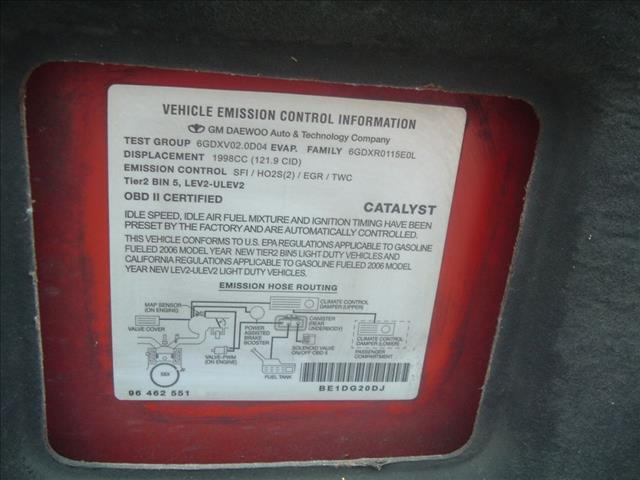 VEHICLE EMISSION CONTROL INFORMATION
GM DAEWOO Auto & Technology Company
TEST GROUP 6GDXV02.0D04 EVAP. FAMILY 6GDXR0115E0L
DISPLACEMENT 1998CC (121.9 CID)
EMISSION CONTROL SFI / HO2S(2) / EGR / TWC
Tier2 BIN 5, LEV2-ULEV2
OBD II CERTIFIED CATALYST
IDLE SPEED, IDLE AIR FUEL MIXTURE AND IGNITION TIMING HAVE BEEN
PRESET BY THE FACTORY AND ARE AUTOMATICALLY CONTROLLED.
THIS VEHICLE CONFORMS TO U.S. EPA REGULATIONS APPLICABLE TO GASOLINE
FUELED 2006 MODEL YEAR NEW TIER2 BIN5 LIGHT DUTY VEHICLES AND
CALIFORNIA REGULATIONS APPLICABLE TO GASOLINE FUELED 2006 MODEL
YEAR NEW LEV2-ULEV2 LIGHT DUTY VEHICLES.
EMISSION HOSE ROUTING
MAP SENSOR
(ON ENGINE)
CLIMATE CONTROL
DAMPER (UPPER)
VALVE COVER
POWER
ASSISTED
BRAKE
BOOSTER
CANISTER
(REAR
UNDERBODY)
CLIMATE CONTROL
DAMPER (LOWER)
VALVE-PWM
(ON ENGINE)
SOLENOID VALVE
ON/OFF OBD II
PASSENGER
COMPARTMENT
FUEL TANK
96 462 551
BE1DG20DJ